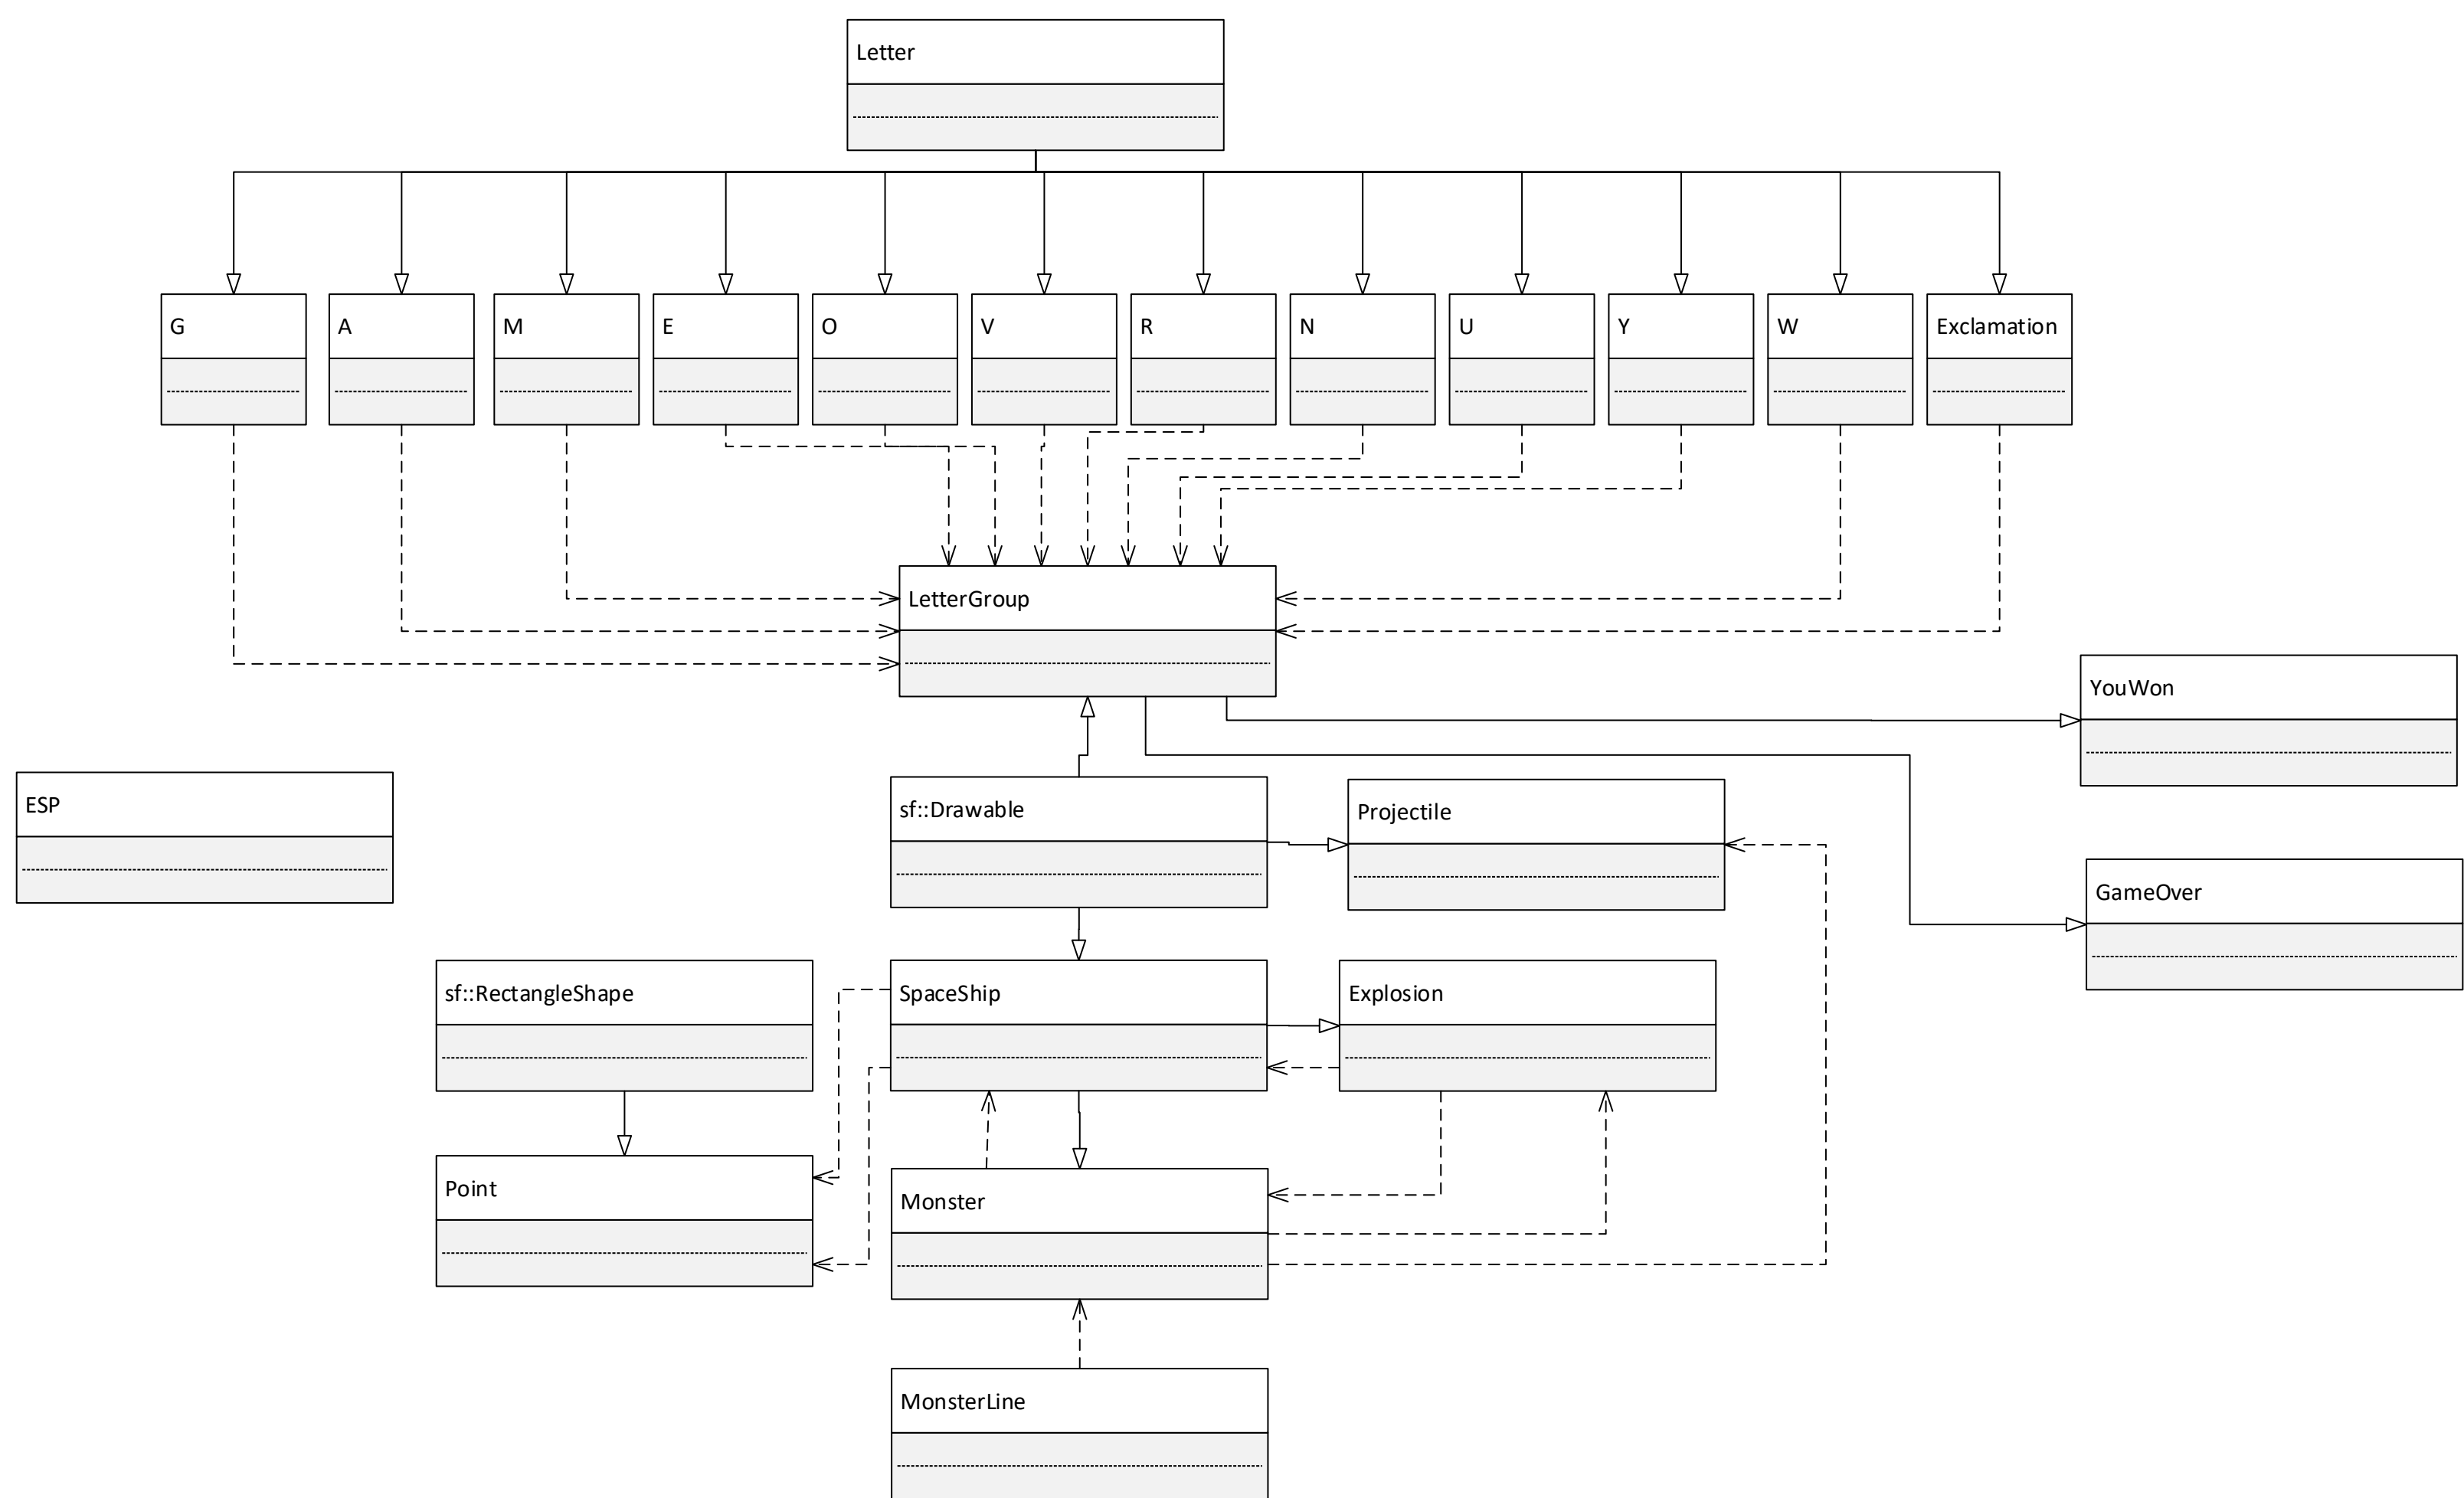 Letter
G
A
M
E
O
V
R
N
U
Y
W
Exclamation
LetterGroup
YouWon
ESP
sf::Drawable
Projectile
GameOver
sf::RectangleShape
SpaceShip
Explosion
Point
Monster
MonsterLine